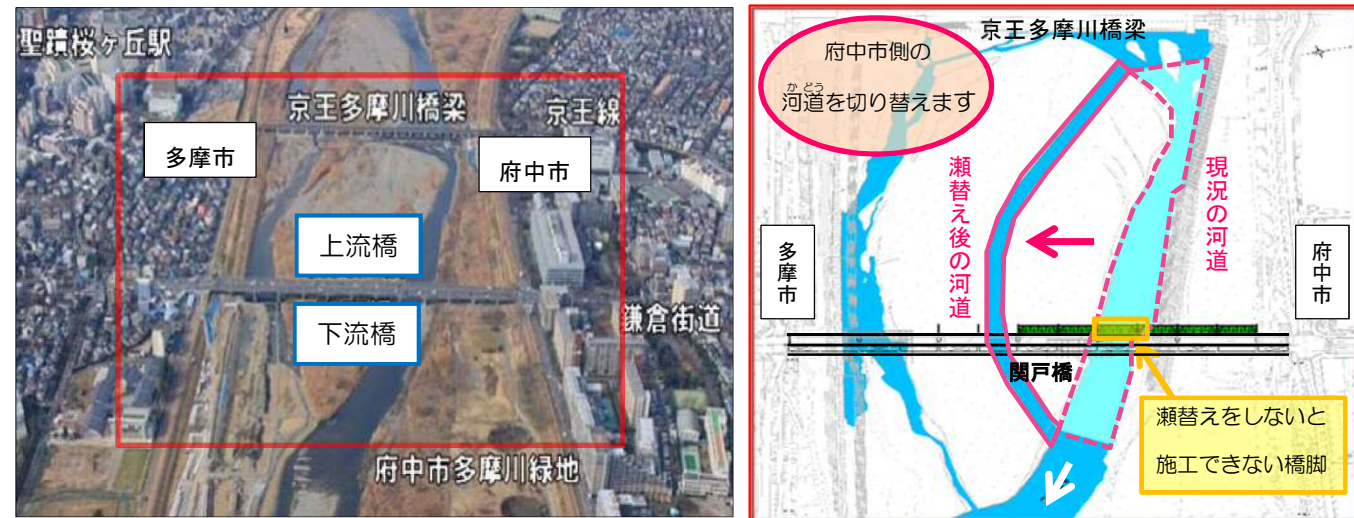 聖蹟桜ヶ丘駅
京王多摩川橋梁
京王線
多摩市
府中市
上流橋
下流橋
鎌倉街道
府中市多摩川緑地
京王多摩川橋梁
府中市側の
かどう
河道を切り替えます
瀬替え後の河道
現況の河道
多摩市
府中市
関戸橋
瀬替えをしないと
施工できない橋脚